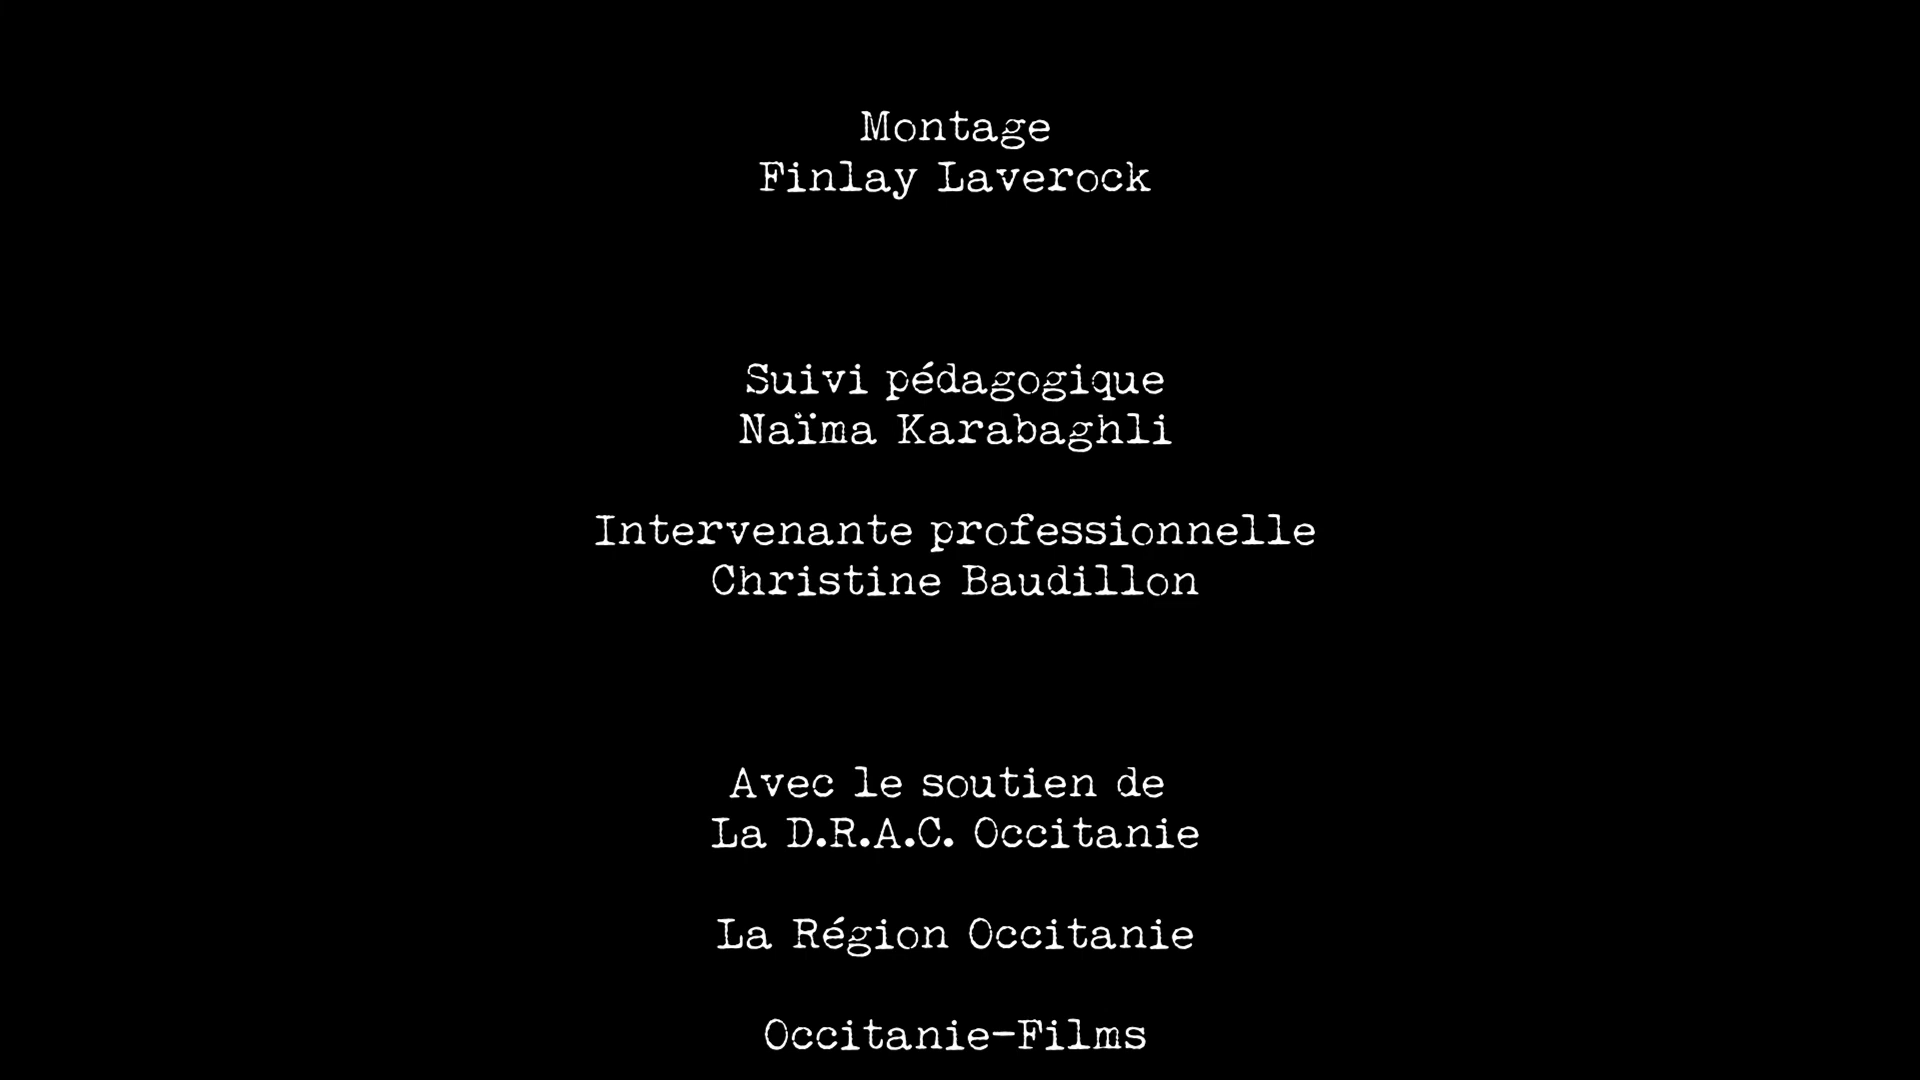 Montage
Finlay Laverock
Suivi pédagogique
Naïma Karabaghli
Intervenante professionnelle
Christine Baudillon
Avec le soutien de
La D.R.A.C. Occitanie
La Région Occitanie
Occitanie-Films